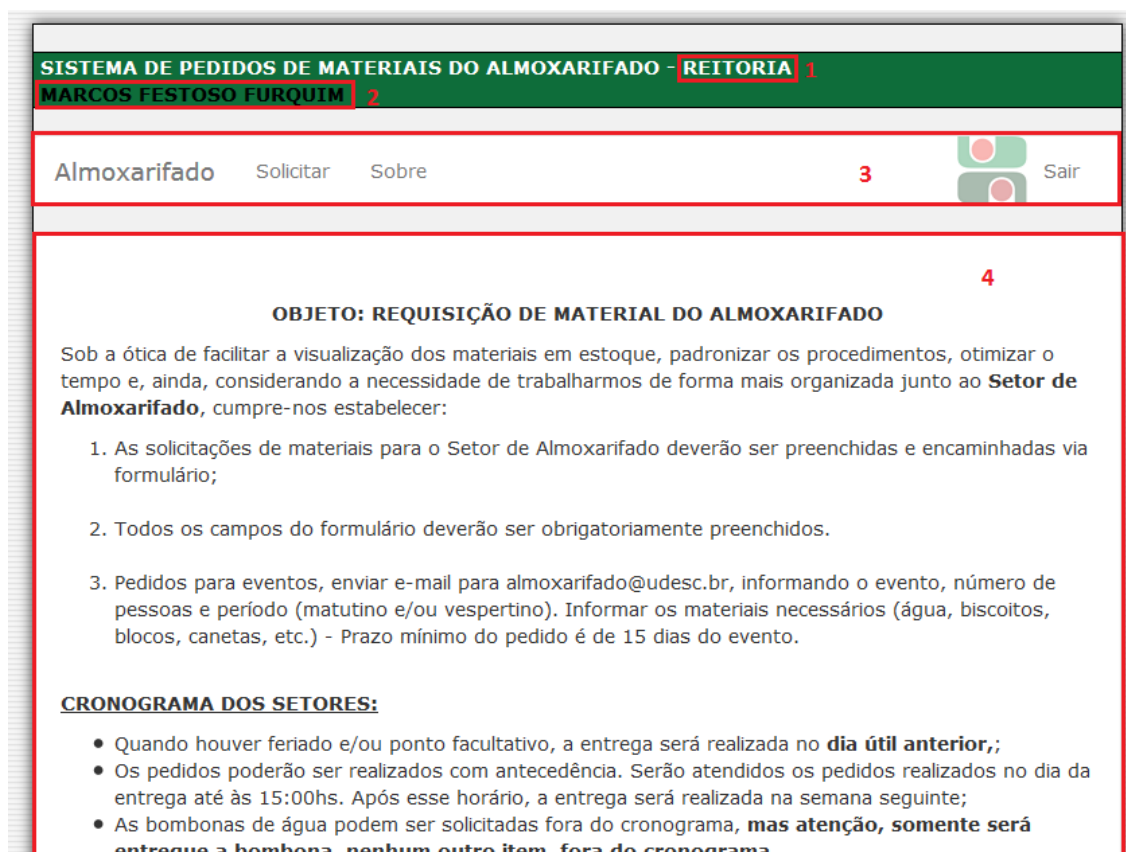 SISTEMA DE PEDIDOS DE MATERIAIS DO ALMOXARIFADO - REITORIA 1
MARCOS FESTOSO FURQUIM 2
Almoxarifado Solicitar Sobre 3 Sair
4
OBJETO: REQUISIÇÃO DE MATERIAL DO ALMOXARIFADO
Sob a ótica de facilitar a visualização dos materiais em estoque, padronizar os procedimentos, otimizar o
tempo e, ainda, considerando a necessidade de trabalharmos de forma mais organizada junto ao Setor de
Almoxarifado, cumpre-nos estabelecer:
1. As solicitações de materiais para o Setor de Almoxarifado deverão ser preenchidas e encaminhadas via
formulário;
2. Todos os campos do formulário deverão ser obrigatoriamente preenchidos.
3. Pedidos para eventos, enviar e-mail para almoxarifado@udesc.br, informando o evento, número de
pessoas e período (matutino e/ou vespertino). Informar os materiais necessários (água, biscoitos,
blocos, canetas, etc.) - Prazo mínimo do pedido é de 15 dias do evento.
CRONOGRAMA DOS SETORES:
• Quando houver feriado e/ou ponto facultativo, a entrega será realizada no dia útil anterior,;
• Os pedidos poderão ser realizados com antecedência. Serão atendidos os pedidos realizados no dia da
entrega até às 15:00hs. Após esse horário, a entrega será realizada na semana seguinte;
• As bombonas de água podem ser solicitadas fora do cronograma, mas atenção, somente será
entregue a bombona, nenhum outro item, fora do cronograma